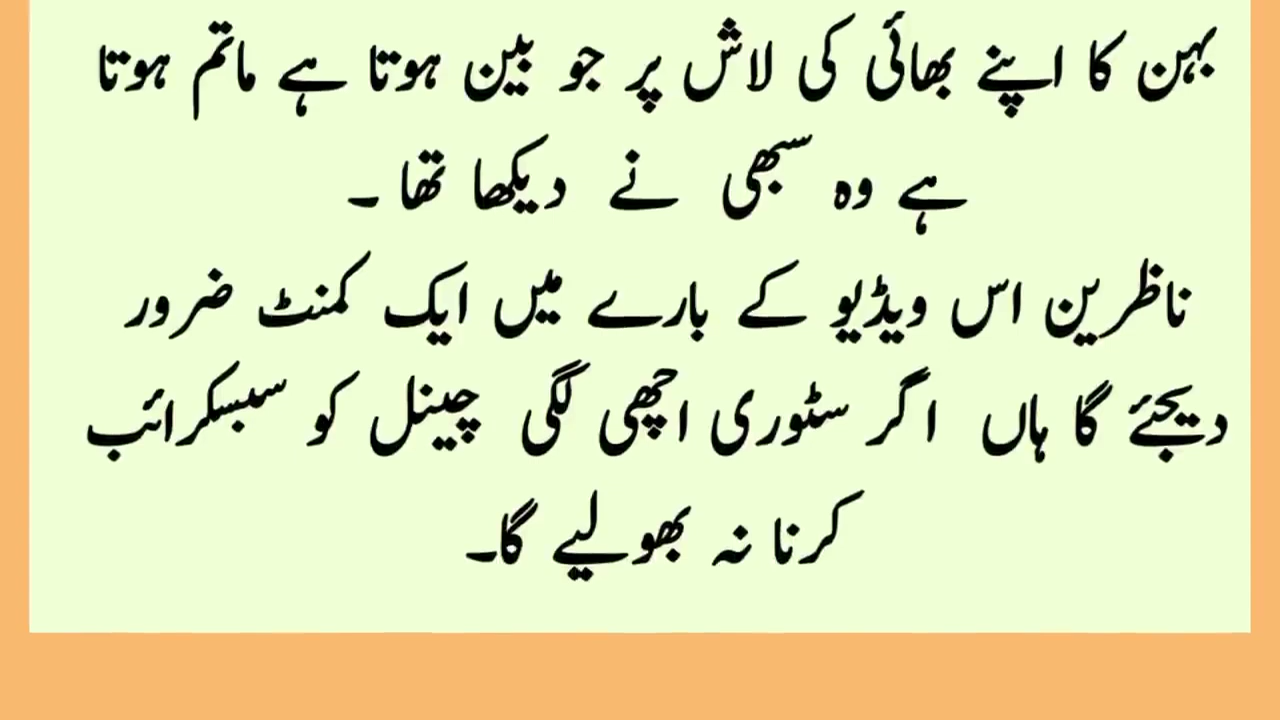 بہن کا اپنے بھائی کی لاش پر جو بین ہوتا ہے ماتم ہوتا
ہے وہ سبھی نے دیکھا تھا ۔
ناظرین اس ویڈیو کے بارے میں ایک کمنٹ ضرور
دیجئے گا ہاں اگر سٹوری اچھی لگی چینل کو سبسکرائب
کرنا نہ بھولیے گا۔